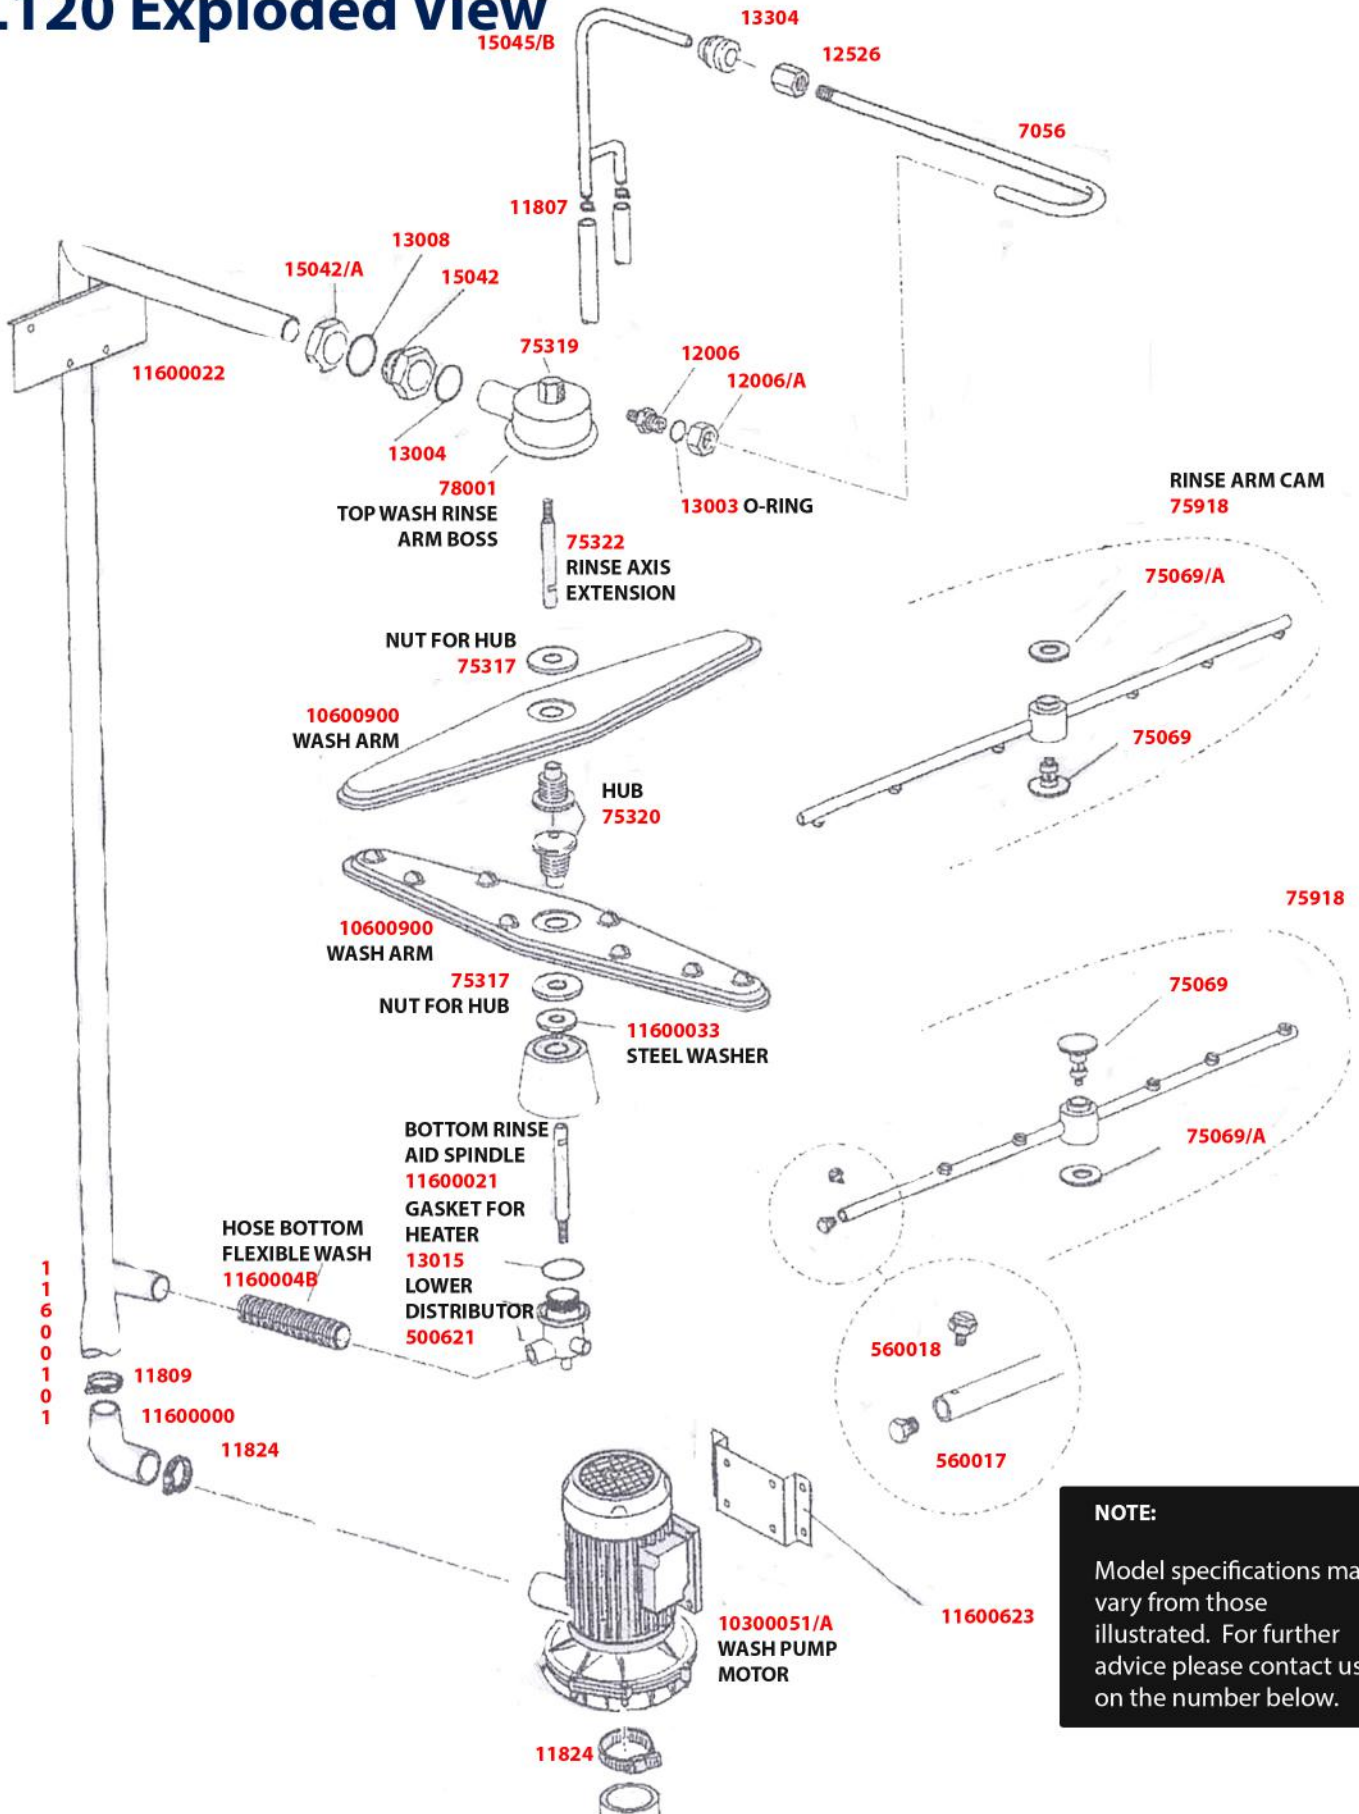 .120 Exploded View
13304
15045/B
12526
7056
11807
13008
15042/A
15042
75319
12006
11600022
12006/A
13004
78001
TOP WASH RINSE
ARM BOSS
13003 O-RING
RINSE ARM CAM
75918
75322
RINSE AXIS
EXTENSION
75069/A
NUT FOR HUB
75317
10600900
WASH ARM
75069
HUB
75320
75918
10600900
WASH ARM
75317
NUT FOR HUB
75069
11600033
STEEL WASHER
BOTTOM RINSE
AID SPINDLE
11600021
75069/A
GASKET FOR
HEATER
13015
HOSE BOTTOM
FLEXIBLE WASH
1160004B
LOWER
DISTRIBUTOR
500621
11600101
560018
11809
11600000
11824
560017
NOTE:
Model specifications ma
vary from those
illustrated. For further
advice please contact us
on the number below.
11600623
10300051/A
WASH PUMP
MOTOR
11824